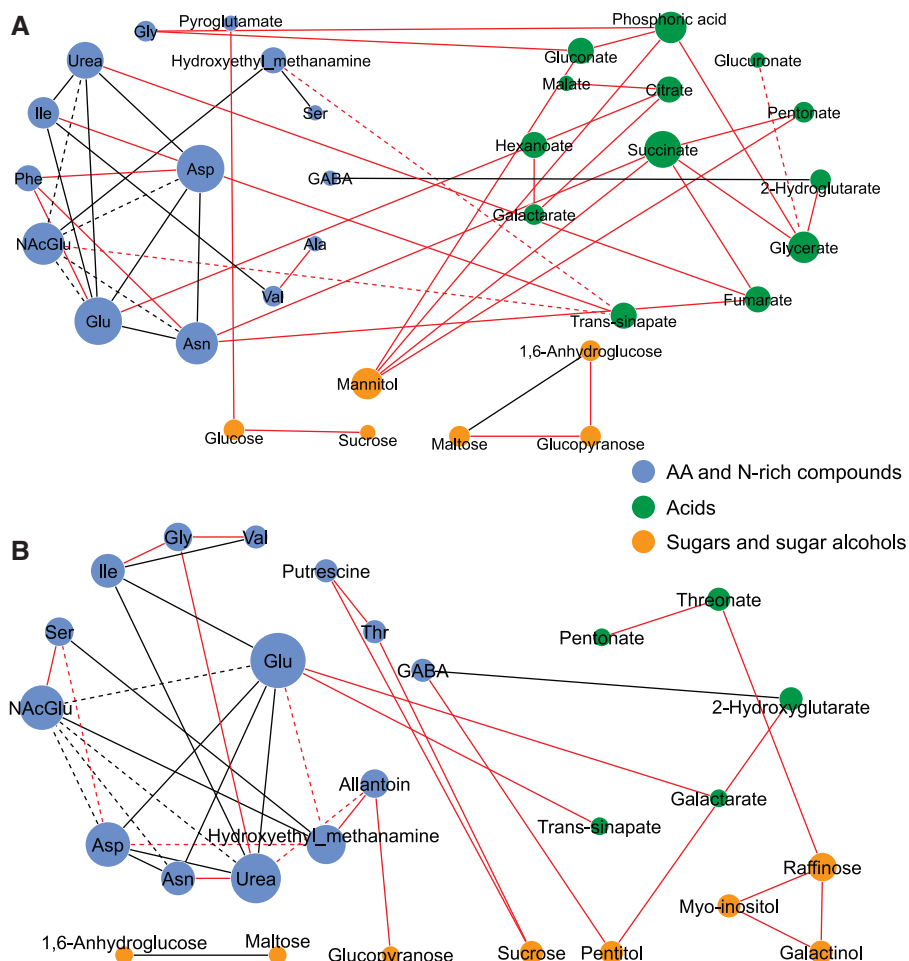 A
Pyroglutamate
Gly
Phosphoric acid
Urea
Hydroxyethyl_methanamine
Gluconate
Glucuronate
Malate
Citrate
Ile
Ser
Pentonate
Hexanoate
Succinate
Asp
Phe
GABA
2-Hydroglutarate
Galactarate
NAcGlu
Ala
Glycerate
Val
Fumarate
Glu
Trans-sinapate
Asn
1,6-Anhydroglucose
Mannitol
Glucose
Sucrose
Maltose
Glucopyranose
AA and N-rich compounds
Acids
Sugars and sugar alcohols
B
Gly
Val
Ile
Putrescine
Threonate
Ser
Thr
Pentonate
Glu
GABA
NAcGlu
2-Hydroxyglutarate
Allantoin
Galactarate
Hydroxyethyl_methanamine
Trans-sinapate
Asp
Asn
Urea
Raffinose
Myo-inositol
1,6-Anhydroglucose
Maltose
Glucopyranose
Sucrose
Pentitol
Galactinol